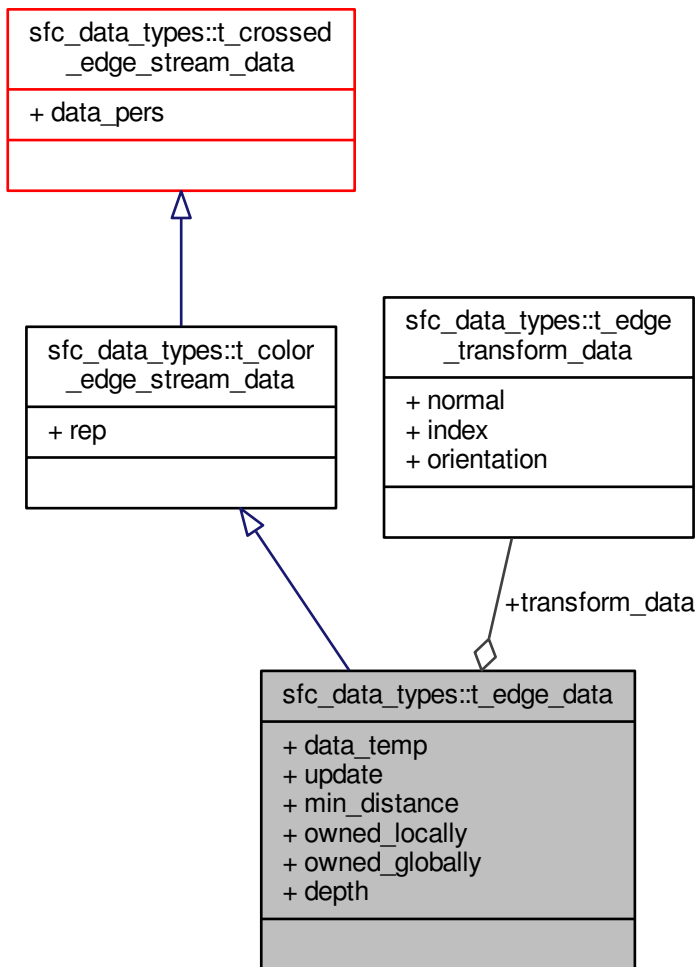 sfc_data_types::t_crossed
_edge_stream_data
+ data_pers
sfc_data_types::t_color
_edge_stream_data
+ rep
sfc_data_types::t_edge
_transform_data
+ normal
+ index
+ orientation
+transform_data
sfc_data_types::t_edge_data
+ data_temp
+ update
+ min_distance
+ owned_locally
+ owned_globally
+ depth